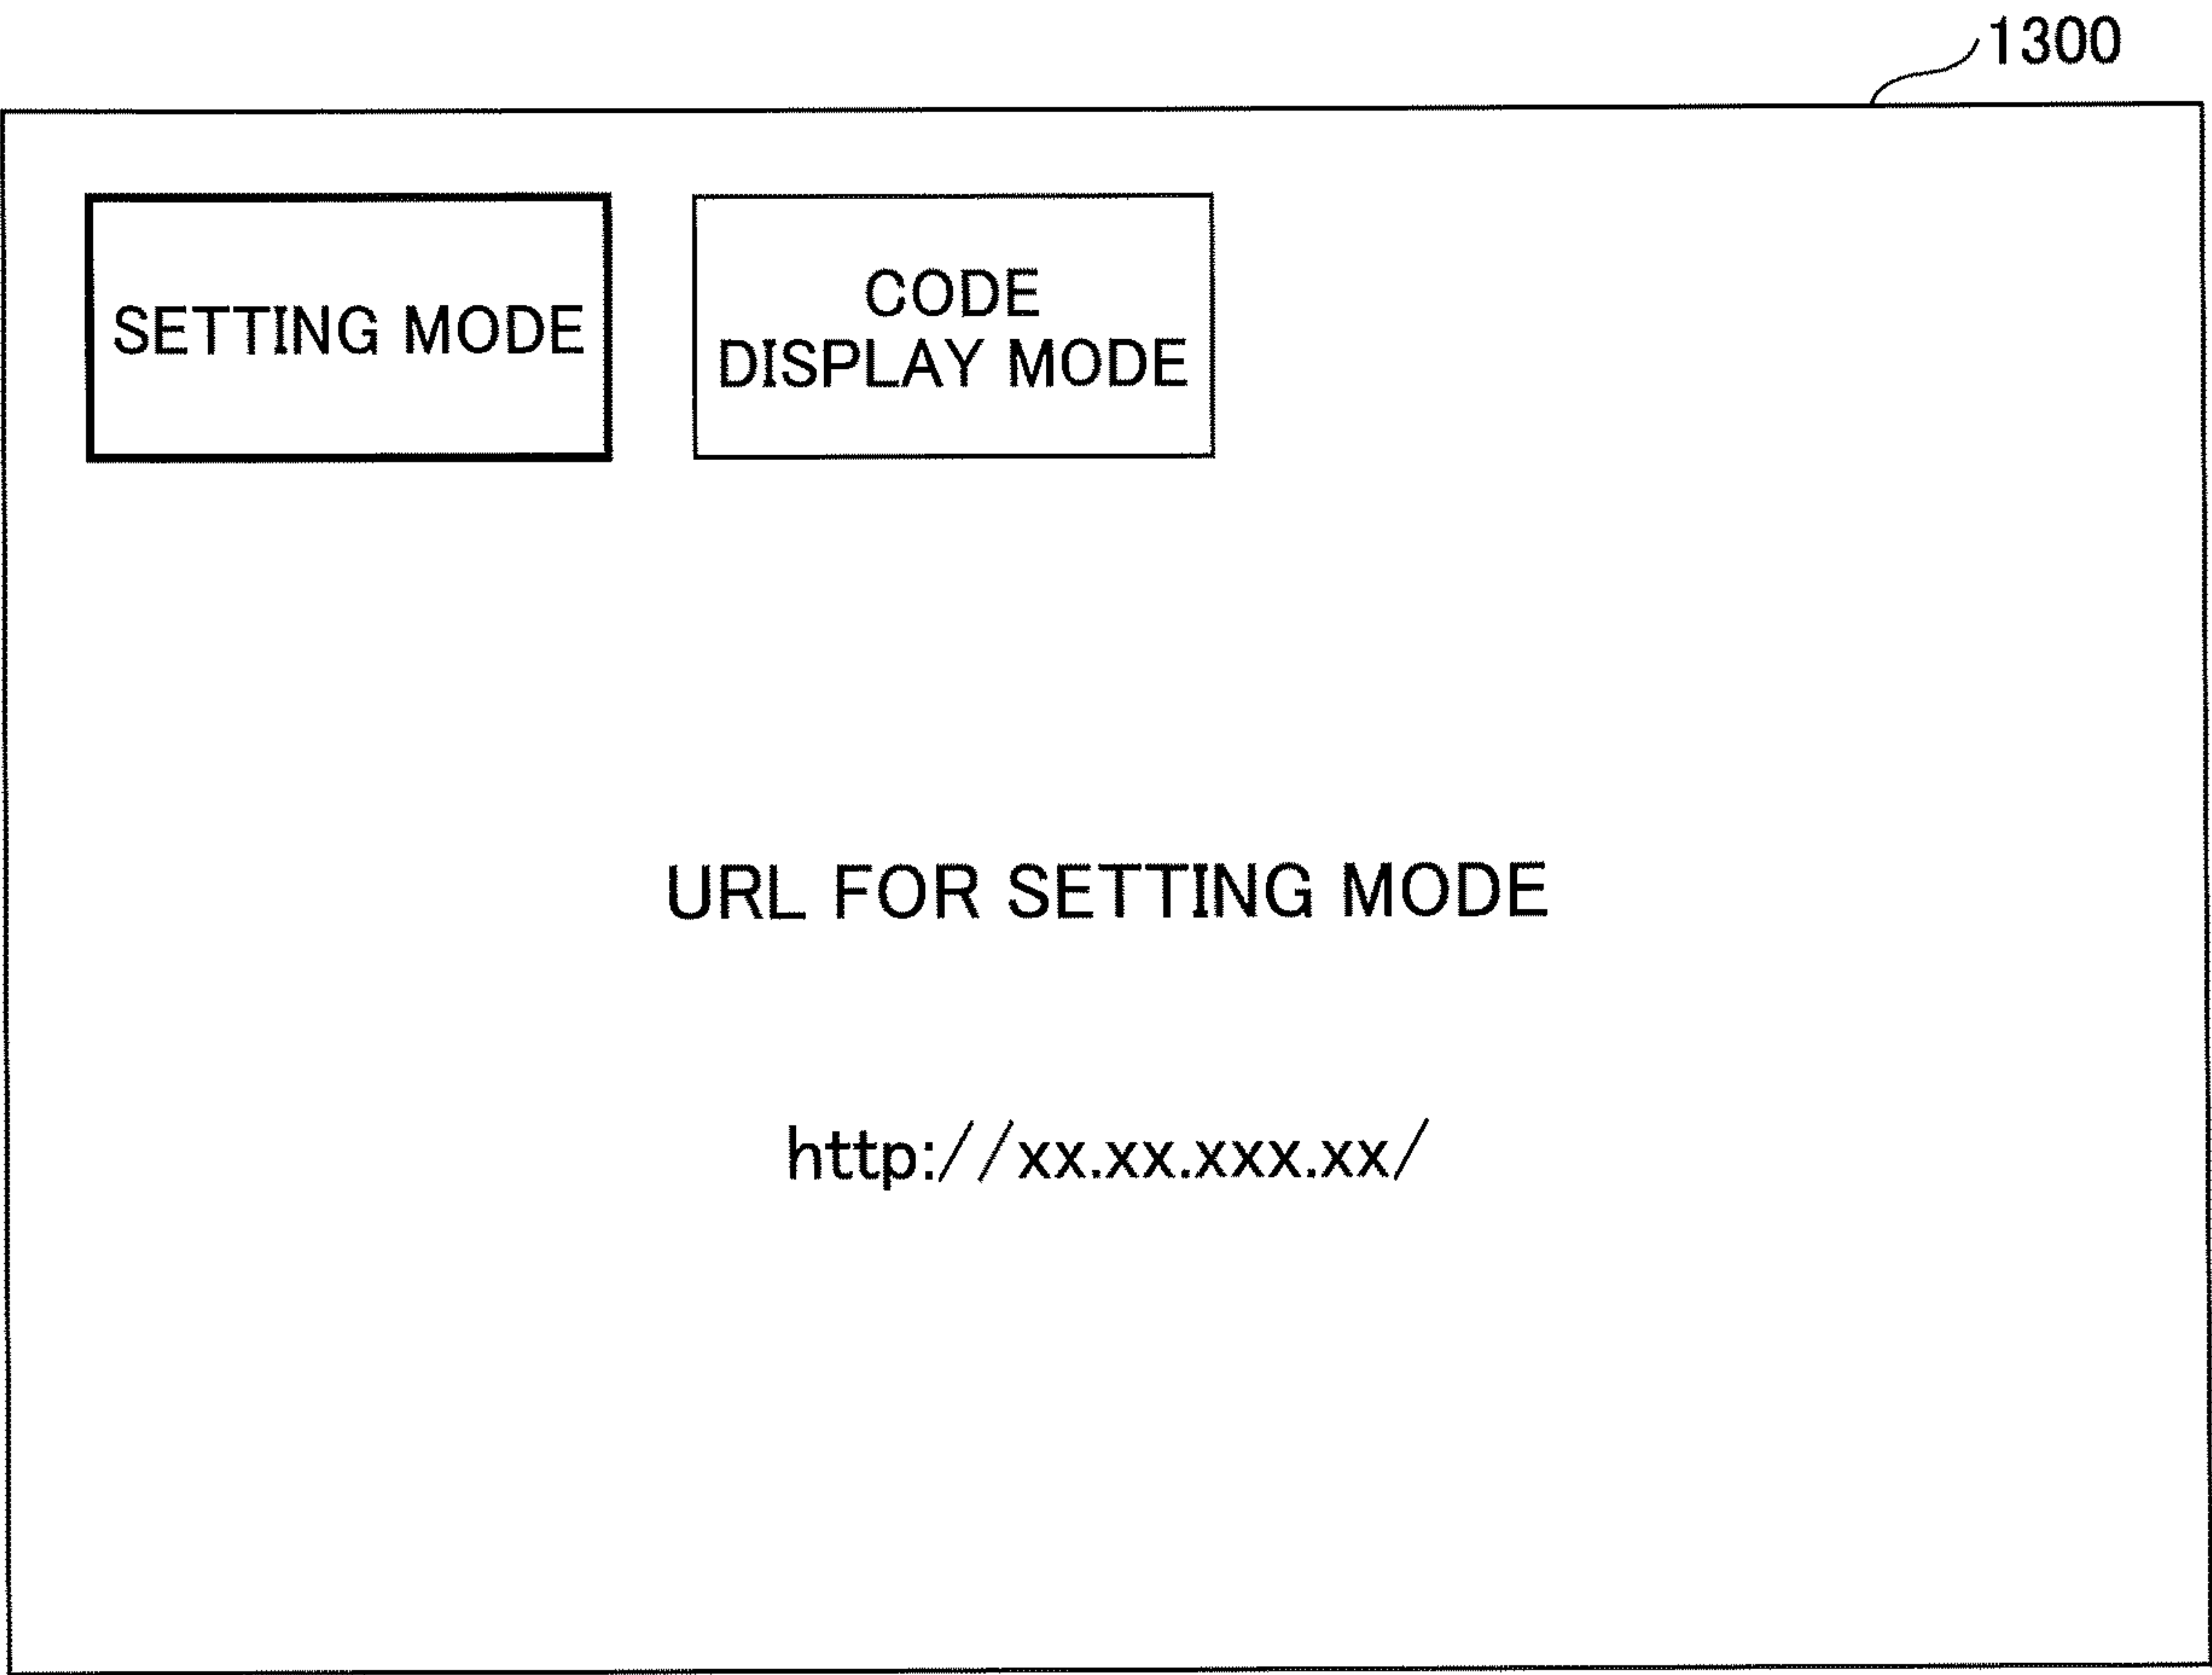 1300
SETTING MODE
CODE
DISPLAY MODE
URL FOR SETTING MODE
http://xx.xx.xxx.xx/